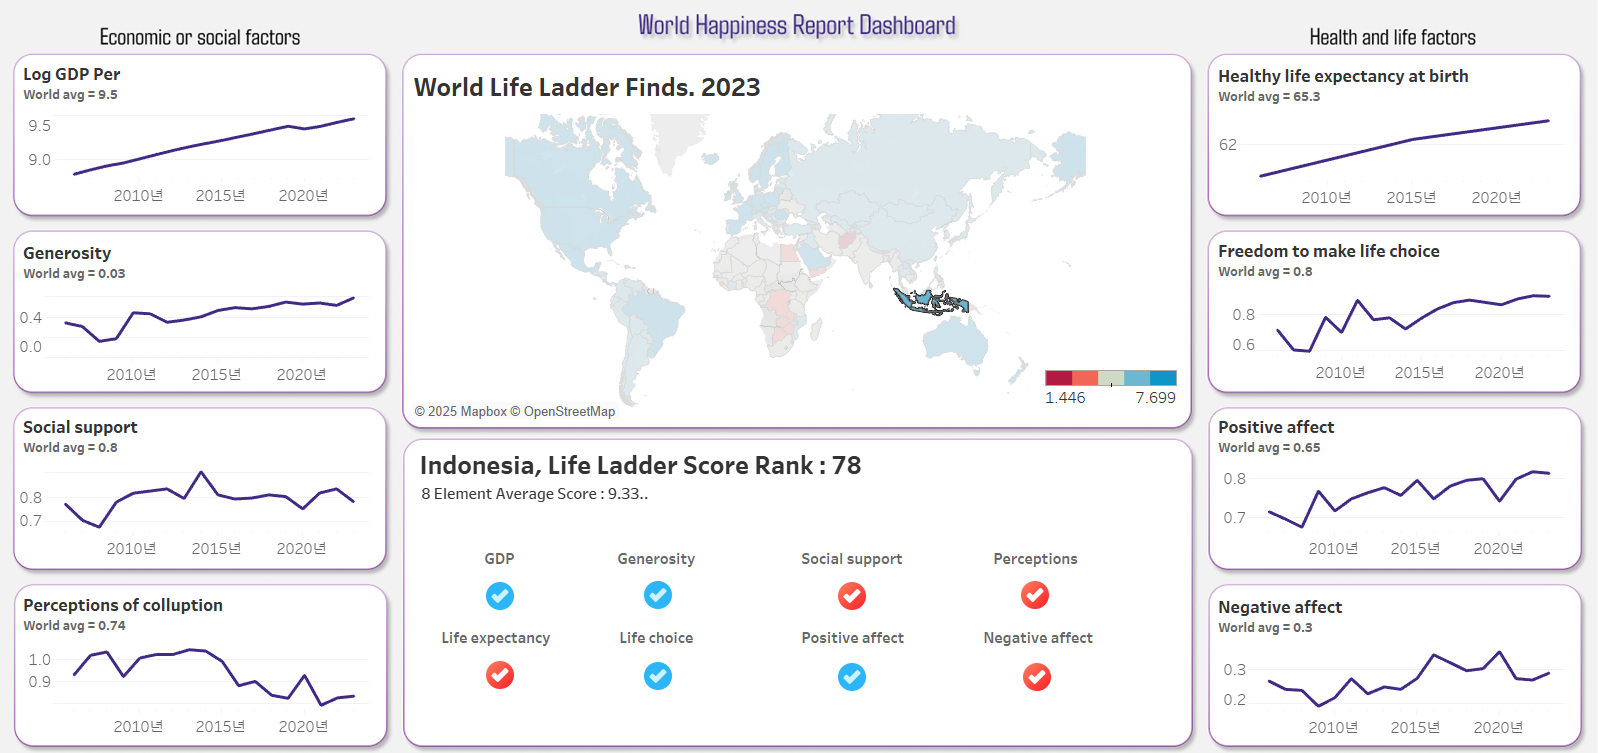 World Happiness Report Dashboard
Economic or social factors
Log GDP Per
World avg = 9.5
9.5
9.0
2010년 2015년 2020년
Generosity
World avg = 0.03
0.4
0.0
2010년 2015년 2020년
Social support
World avg = 0.8
0.8
0.7
2010년 2015년 2020년
Perceptions of colluption
World avg = 0.74
1.0
0.9
2010년 2015년 2020년
World Life Ladder Finds. 2023
1.446 7.699
© 2025 Mapbox © OpenStreetMap
Indonesia, Life Ladder Score Rank : 78
8 Element Average Score : 9.33..
GDP Generosity Social support Perceptions
Life expectancy Life choice Positive affect Negative affect
Health and life factors
Healthy life expectancy at birth
World avg = 65.3
62
2010년 2015년 2020년
Freedom to make life choice
World avg = 0.8
0.8
0.6
2010년 2015년 2020년
Positive affect
World avg = 0.65
0.8
0.7
2010년 2015년 2020년
Negative affect
World avg = 0.3
0.3
0.2
2010년 2015년 2020년